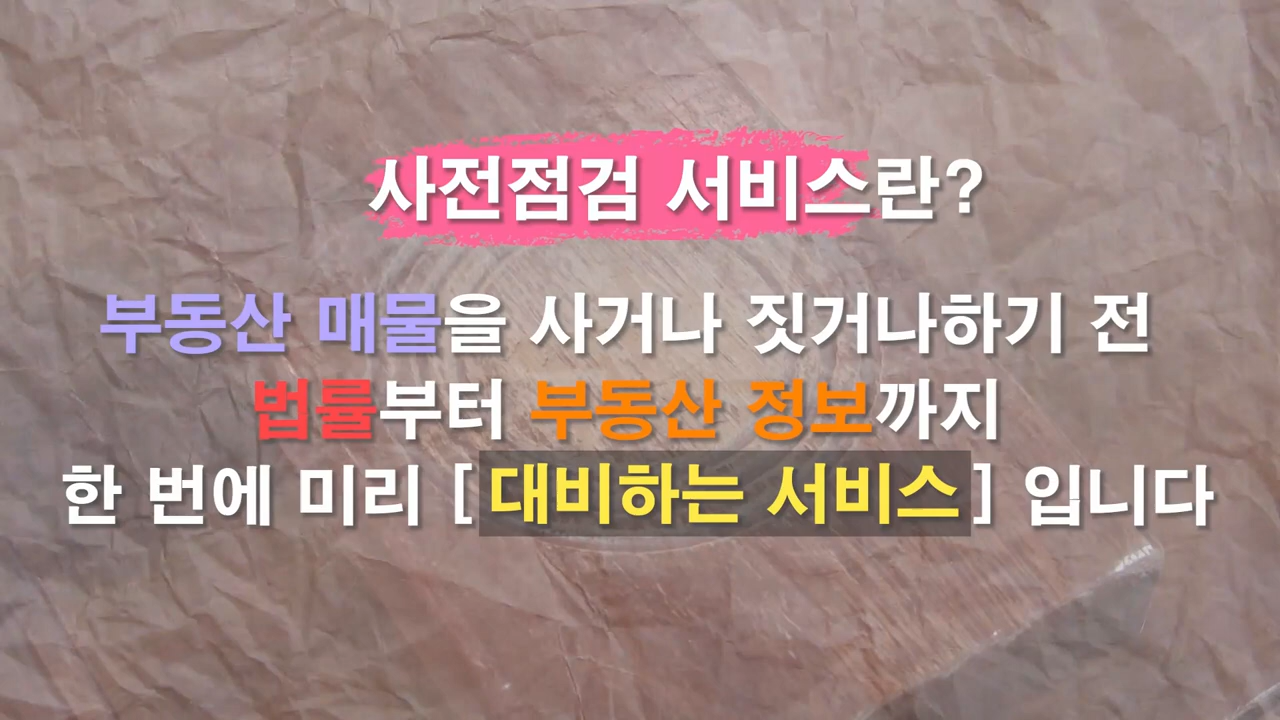 사전점검 서비스란?
부동산 매물을 사거나 짓거나하기 전
법률부터 부동산 정보까지
한 번에 미리 [대비하는 서비스] 입니다